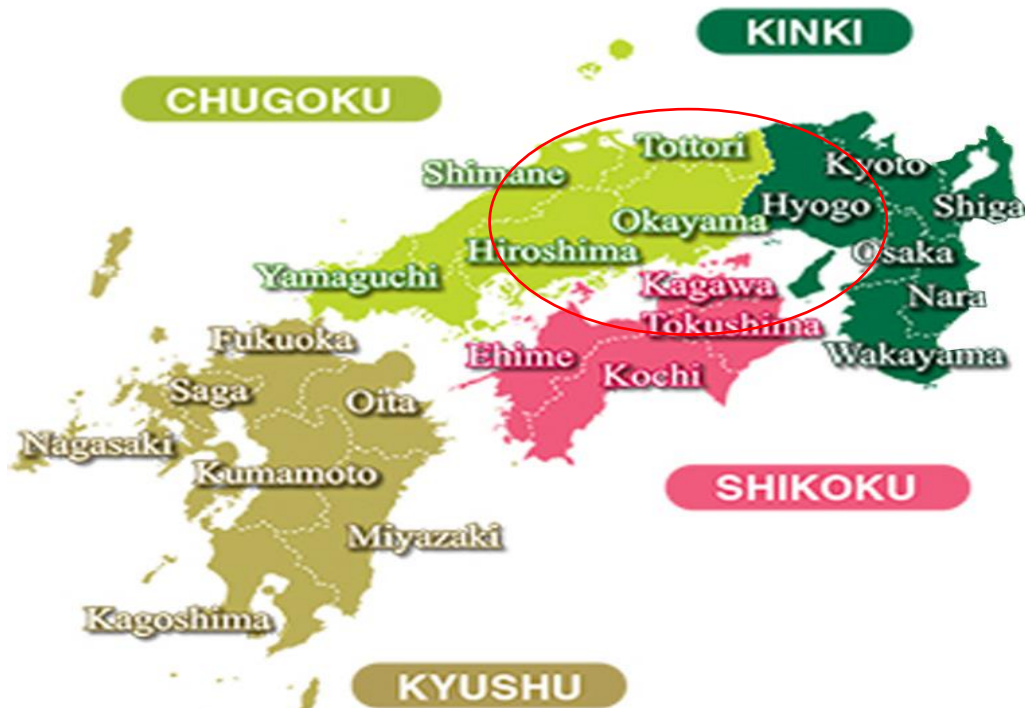 KINKI
CHUGOKU
Tottori
Kyoto
Shimane
Hyogo
Shiga
Okayama
Hiroshima
Osaka
Yamaguchi
Kagawa
Nara
Tokushima
Fukuoka
Ehime
Wakayama
Kochi
Saga
Oita
Nagasaki
Kumamoto
SHIKOKU
Miyazaki
Kagoshima
KYUSHU